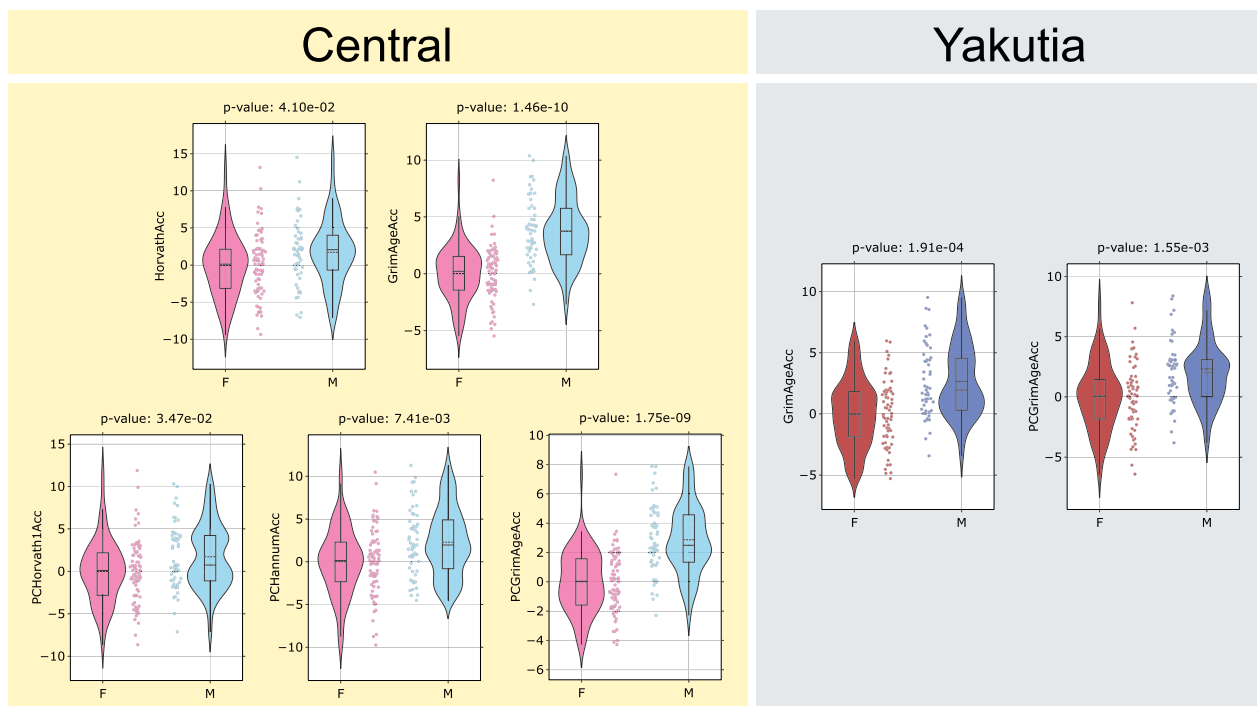 Central
Yakutia
p-value: 4.10e-02
p-value: 1.46e-10
HorvathAcc
15
10
5
0
−5
−10
F
M
GrimAgeAcc
10
5
0
−5
F
M
p-value: 3.47e-02
p-value: 7.41e-03
p-value: 1.75e-09
PCHorvath1Acc
15
10
5
0
−5
−10
F
M
PCHannumAcc
10
5
0
−5
−10
F
M
PCGrimAgeAcc
10
8
6
4
2
0
−2
−4
−6
F
M
p-value: 1.91e-04
p-value: 1.55e-03
GrimAgeAcc
10
5
0
−5
F
M
PCGrimAgeAcc
10
5
0
−5
F
M